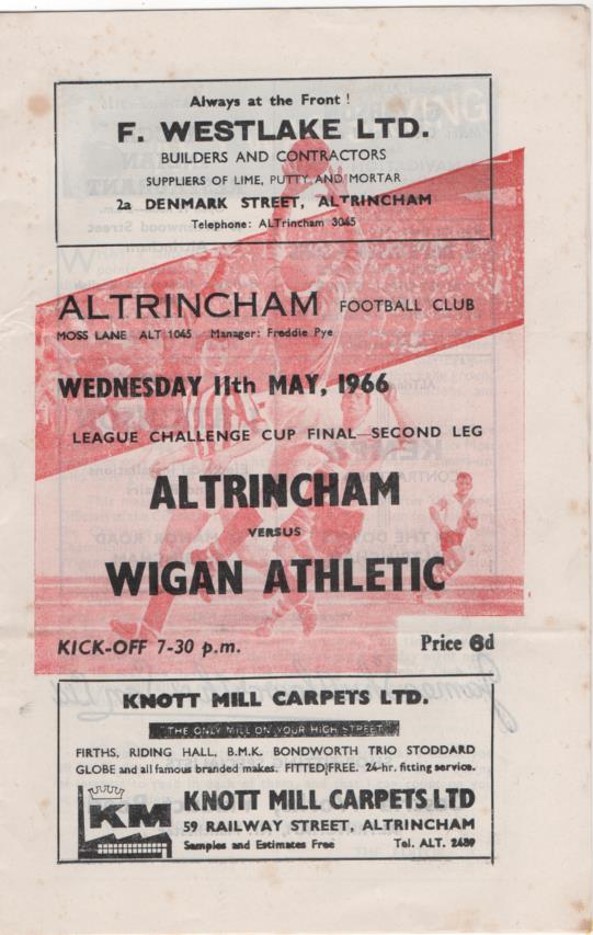 Always at the Front !
F. WESTLAKE LTD.
BUILDERS AND CONTRACTORS
SUPPLIERS OF LIME, PUTTY AND MORTAR
2a DENMARK STREET, ALTRINCHAM
Telephone: ALTrincham 3045
ALTRINCHAM FOOTBALL CLUB
MOSS LANE ALT 1045 Manager: Freddie Pye
WEDNESDAY 11th MAY, 1966
LEAGUE CHALLENGE CUP FINAL—SECOND LEG
ALTRINCHAM
VERSUS
WIGAN ATHLETIC
KICK-OFF 7-30 p.m. Price 6d
KNOTT MILL CARPETS LTD.
THE ONLY MILL ON YOUR HIGH STREET
FIRTHS, RIDING HALL, B.M.K. BONDWORTH TRIO STODDARD
GLOBE and all famous branded makes. FITTED FREE. 24-hr. fitting service.
KM KNOTT MILL CARPETS LTD
59 RAILWAY STREET, ALTRINCHAM
Samples and Estimates Free Tel. ALT. 2489